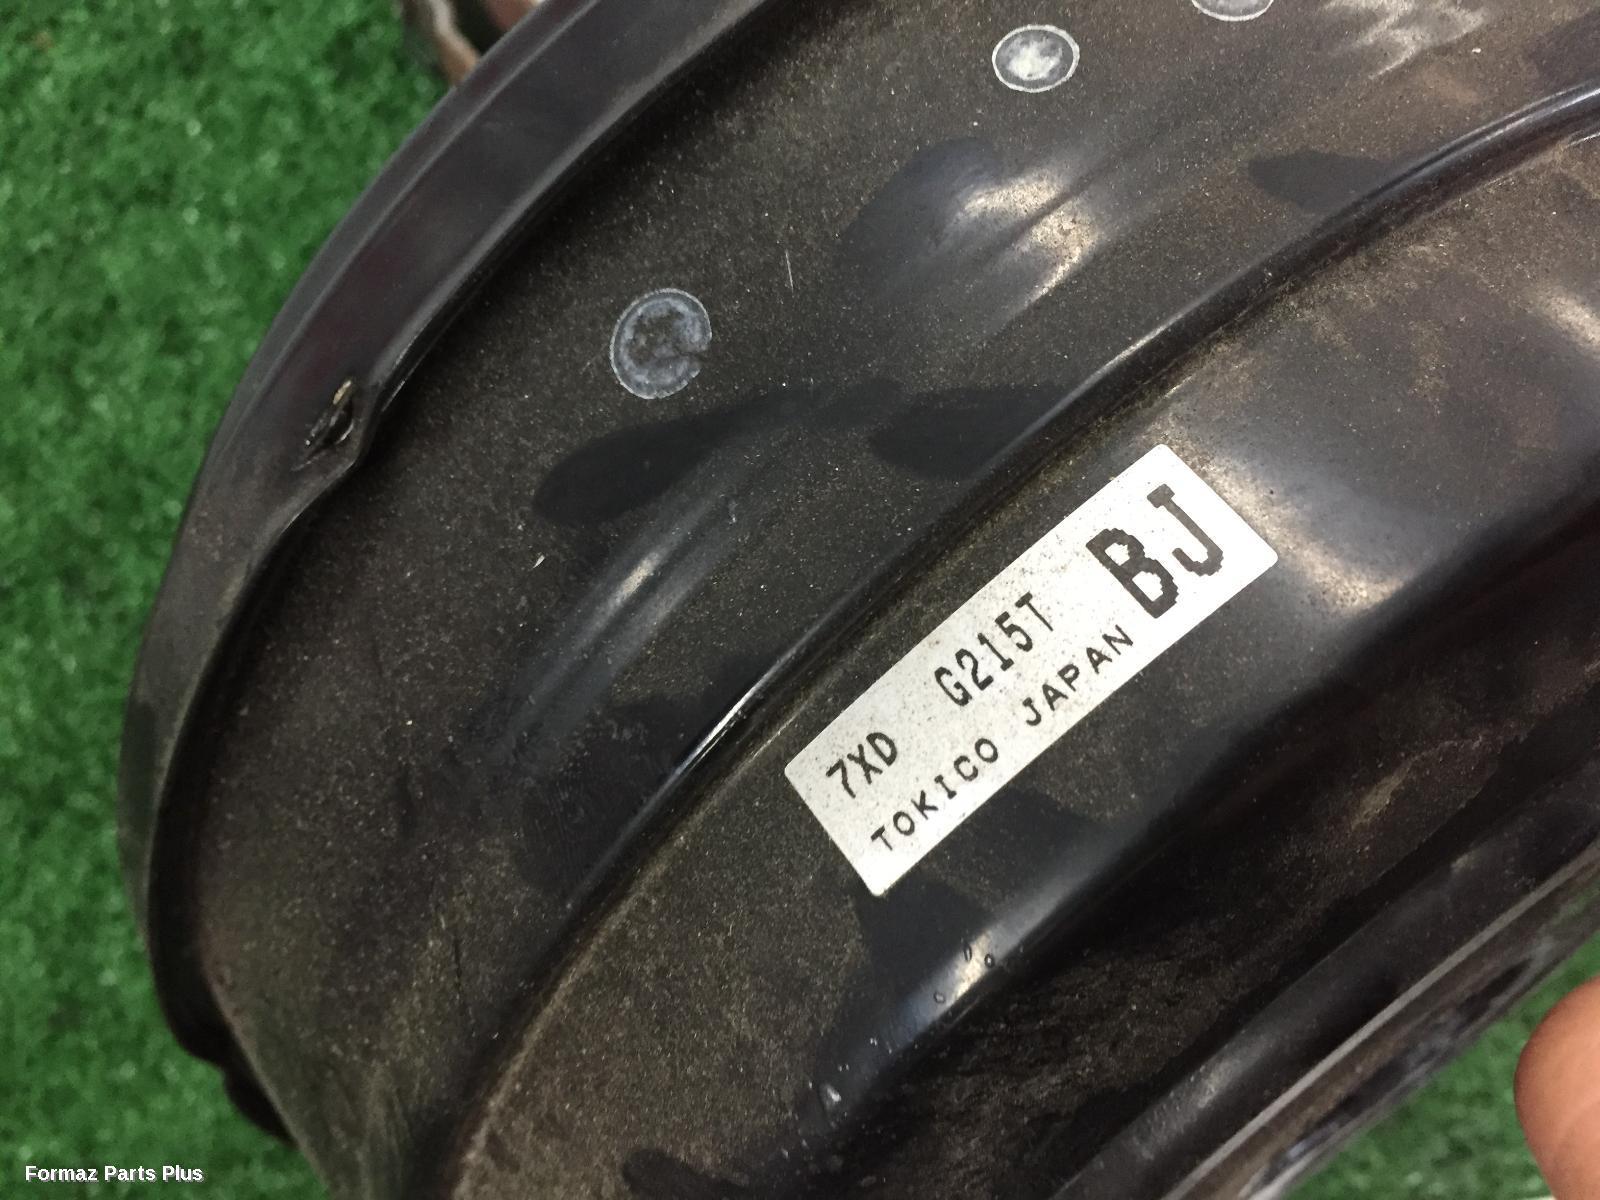 7XD G215T BJ
TOKICO JAPAN
Formaz Parts Plus